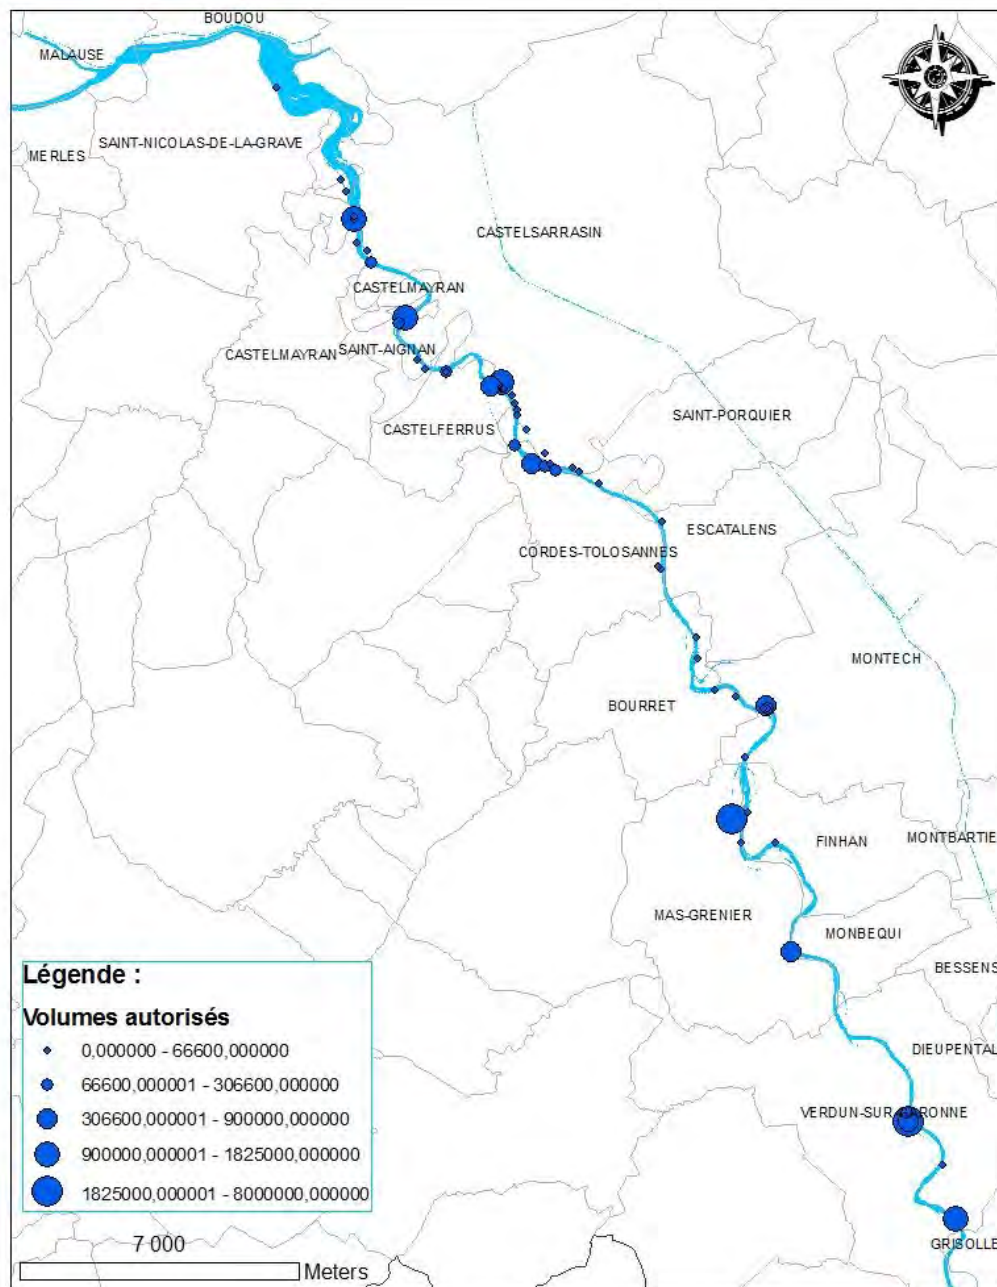 BOUDOU
MALAUSE
SAINT-NICOLAS-DE-LA-GRAVE
MERLES
CASTELSARRASIN
CASTELMAYRAN
SAINT-AIGNAN
CASTELMAYRAN
SAINT-PORQUIER
CASTELFERRUS
ESCATALENS
CORDES-TOLOSANNES
MONTECH
BOURRET
FINHAN
MONTBARTIE
MAS-GRENIER
MONBEQUI
BESSENS
DIEUPENTAL
VERDUN-SUR-GARONNE
GRISOLLE
Légende :
Volumes autorisés
0,000000 - 66600,000000
66600,000001 - 306600,000000
306600,000001 - 900000,000000
900000,000001 - 1825000,000000
1825000,000001 - 8000000,000000
7 000
Meters